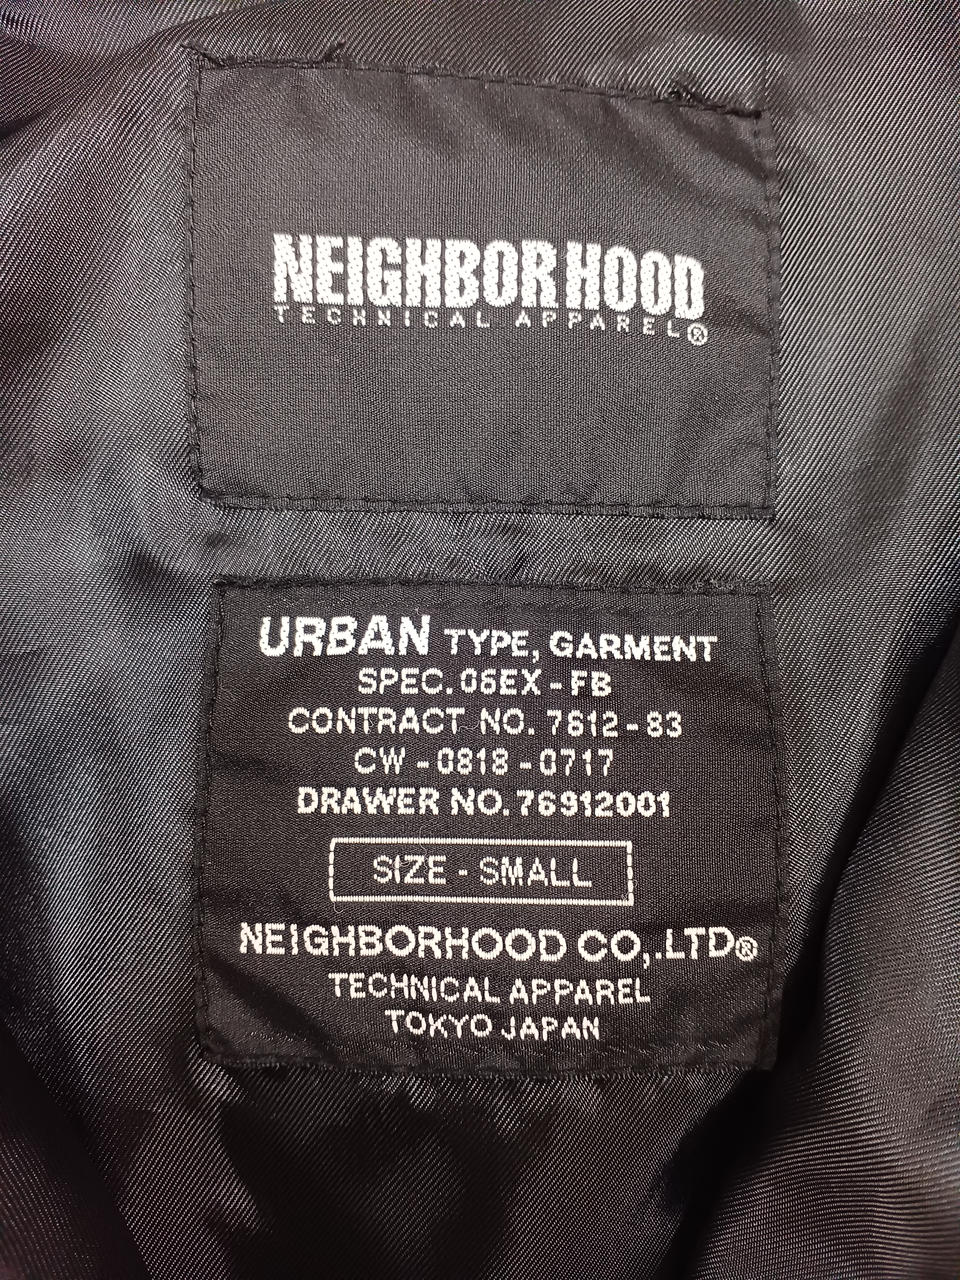 NEIGHBORHOOD
TECHNICAL APPAREL®
URBAN TYPE, GARMENT
SPEC. 06EX-FB
CONTRACT NO. 7612-83
CW-0818-0717
DRAWER NO. 76912001
SIZE - SMALL
NEIGHBORHOOD CO,.LTD®
TECHNICAL APPAREL
TOKYO JAPAN